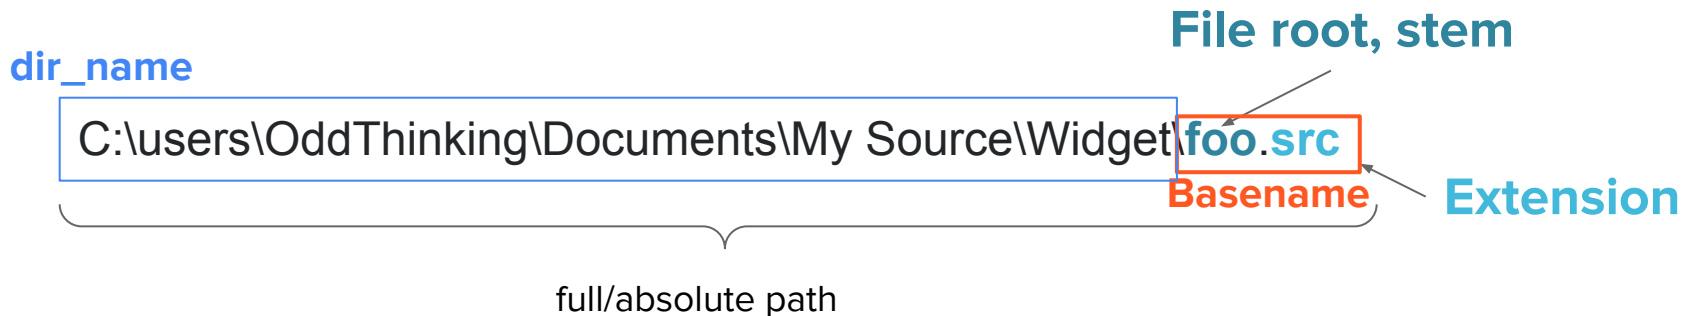 File root, stem
dir_name
C:\users\OddThinking\Documents\My Source\Widget\foo.src
Basename
Extension
full/absolute path